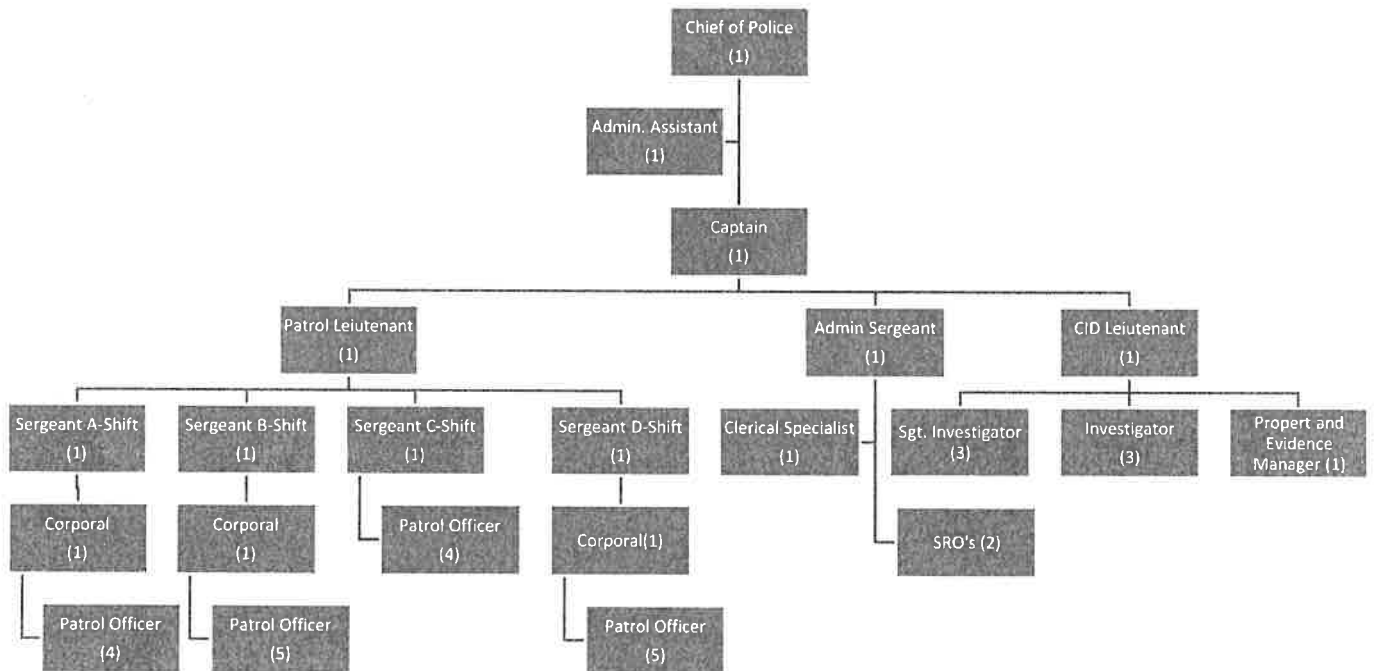 Chief of Police
(1)
Admin. Assistant
(1)
Captain
(1)
Patrol Leiutenant
(1)
Admin Sergeant
(1)
CID Leiutenant
(1)
Sergeant A-Shift
(1)
Sergeant B-Shift
(1)
Sergeant C-Shift
(1)
Sergeant D-Shift
(1)
Clerical Specialist
(1)
Sgt. Investigator
(3)
Investigator
(3)
Propert and
Evidence
Manager (1)
Corporal
(1)
Corporal
(1)
Patrol Officer
(4)
Corporal(1)
SRO's (2)
Patrol Officer
(4)
Patrol Officer
(5)
Patrol Officer
(5)